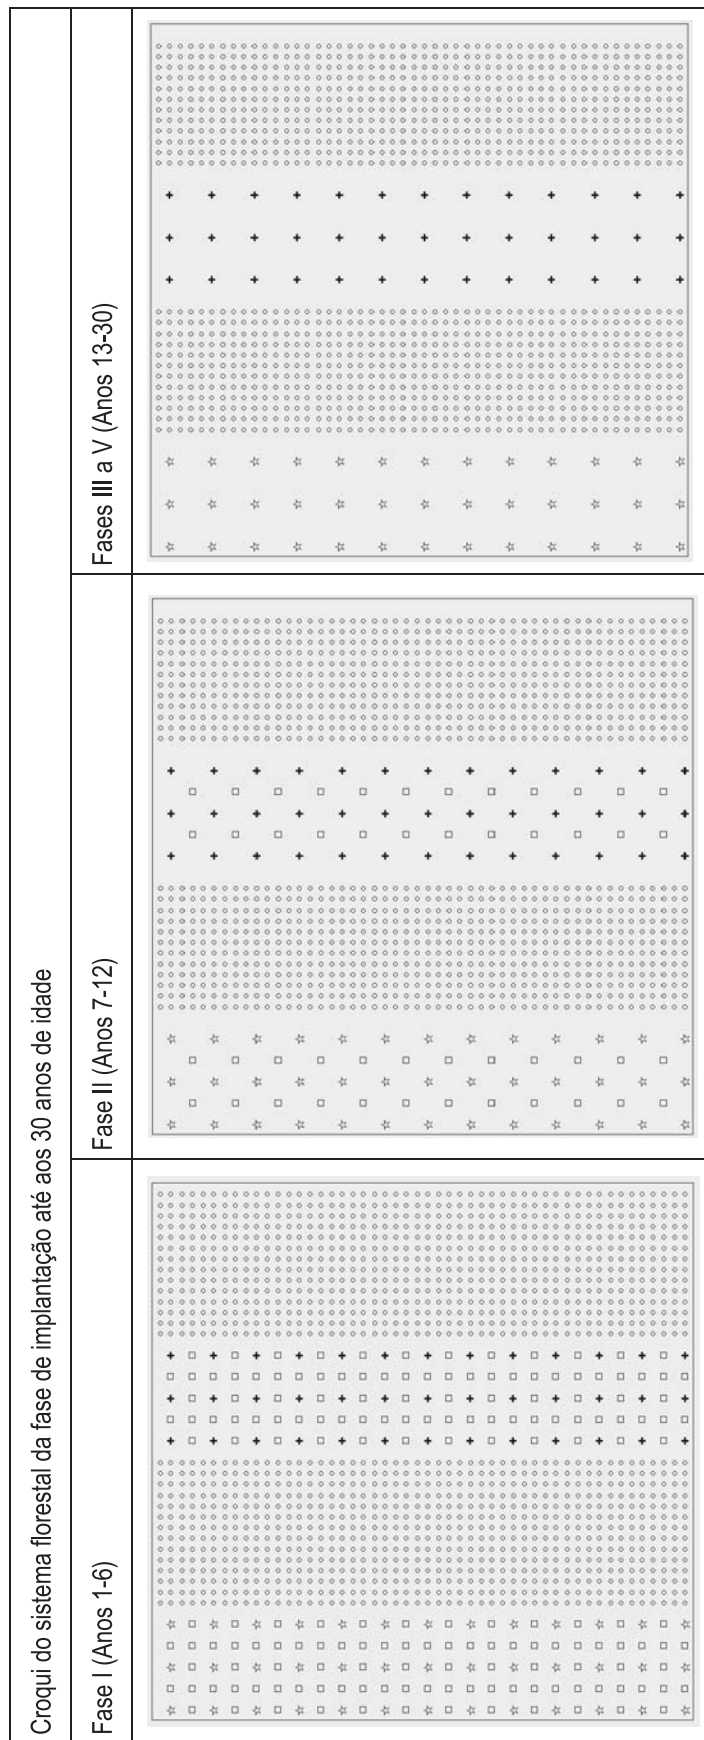 Croqui do sistema florestal da fase de implantação até aos 30 anos de idade
Fase I (Anos 1-6)
Fase II (Anos 7-12)
Fases III a V (Anos 13-30)